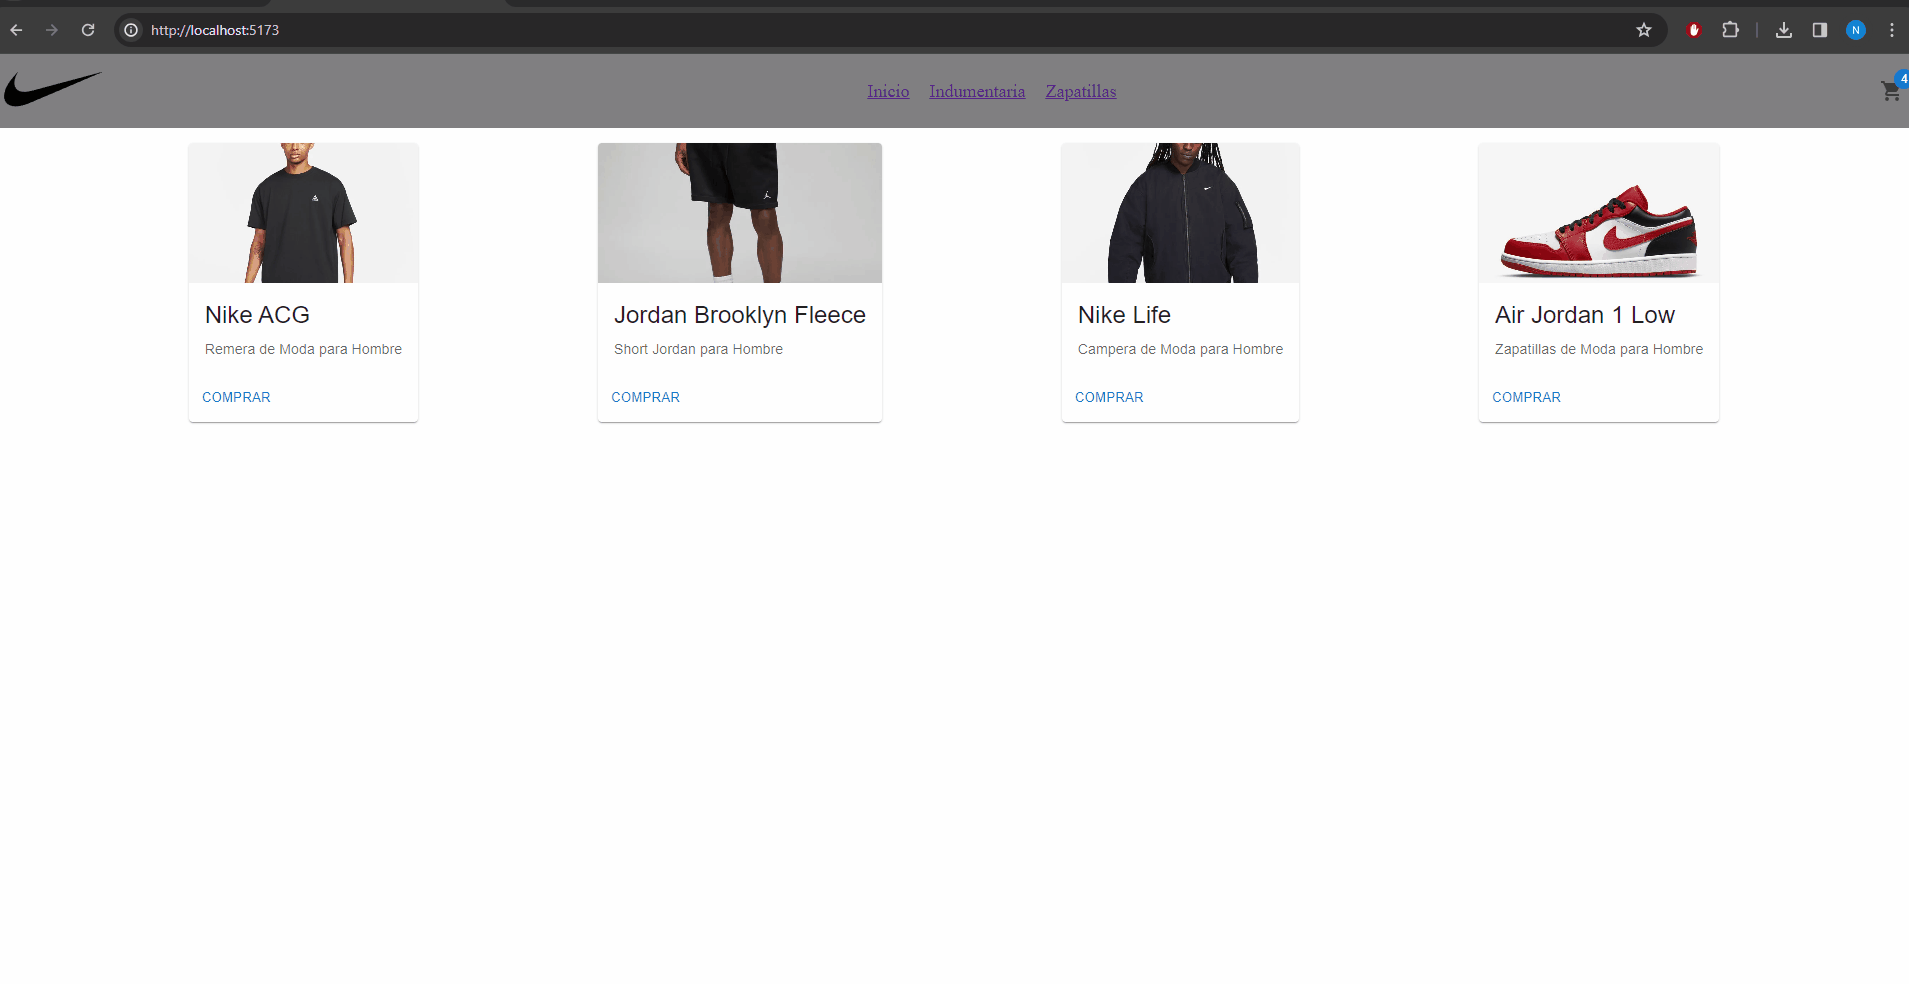 http://localhost:5173
N
Inicio Indumentaria Zapatillas
4
Nike ACG
Remera de Moda para Hombre
COMPRAR
Jordan Brooklyn Fleece
Short Jordan para Hombre
COMPRAR
Nike Life
Campera de Moda para Hombre
COMPRAR
Air Jordan 1 Low
Zapatillas de Moda para Hombre
COMPRAR